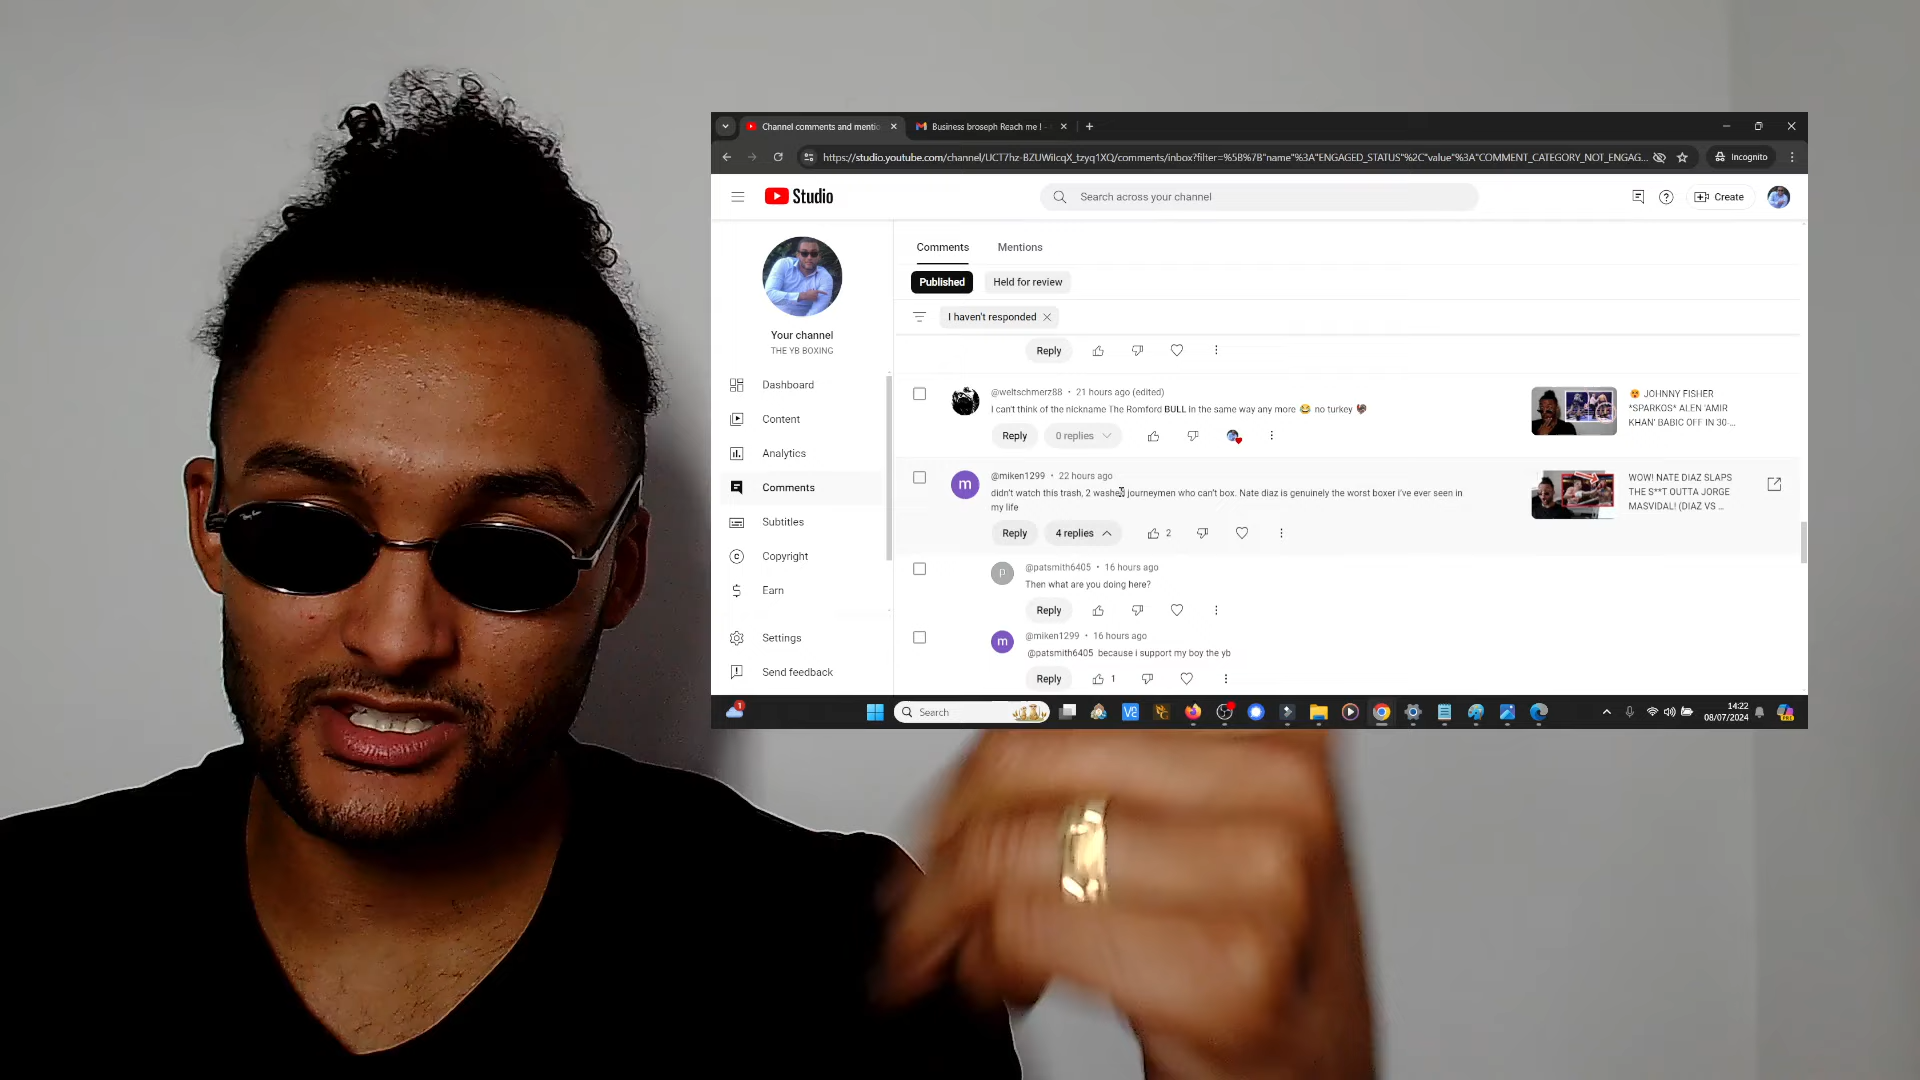 Channel comments and mentio
Business broseph Reach me ! -
https://studio.youtube.com/channel/UCT7hz-BZUWilcqX_tzyq1XQ/comments/inbox?filter=%5B%7B"name"%3A"ENGAGED_STATUS"%2C"value"%3A"COMMENT_CATEGORY_NOT_ENGAG...
Incognito
Studio
Search across your channel
Create
Your channel
THE YB BOXING
Dashboard
Content
Analytics
Comments
Subtitles
Copyright
Earn
Settings
Send feedback
Comments
Mentions
Published
Held for review
I haven't responded
Reply
@weltschmerz88 • 21 hours ago (edited)
I can't think of the nickname The Romford BULL in the same way any more 😂 no turkey 🦃
Reply
0 replies
😍 JOHNNY FISHER
*SPARKOS* ALEN 'AMIR
KHAN' BABIC OFF IN 30-...
m
@miken1299 • 22 hours ago
didn't watch this trash, 2 washed journeymen who can't box. Nate diaz is genuinely the worst boxer i've ever seen in
my life
Reply
4 replies
2
WOW! NATE DIAZ SLAPS
THE S**T OUTTA JORGE
MASVIDAL! (DIAZ VS ...
P
@patsmith6405 • 16 hours ago
Then what are you doing here?
Reply
m
@miken1299 • 16 hours ago
@patsmith6405 because i support my boy the yb
Reply
1
1
Search
14:22
08/07/2024
Ray-Ban